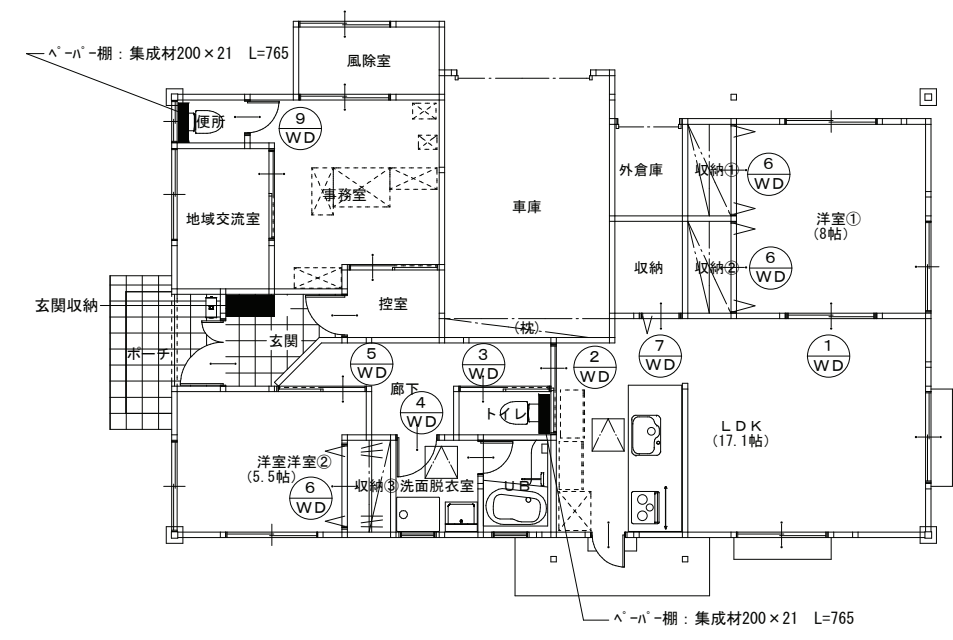 風除室
ﾍﾟｰﾊﾟｰ棚：集成材200×21　L=765
便所
9
WD
外倉庫
収納①
6
WD
事務室
車庫
地域交流室
洋室①
(8帖)
収納
収納②
6
WD
玄関収納
控室
(枕)
玄関
ポーチ
5
WD
3
WD
2
WD
7
WD
1
WD
廊下
4
WD
トイレ
LDK
(17.1帖)
洋室洋室②
(5.5帖)
6
WD
収納③
洗面脱衣室
UB
ﾍﾟｰﾊﾟｰ棚：集成材200×21　L=765